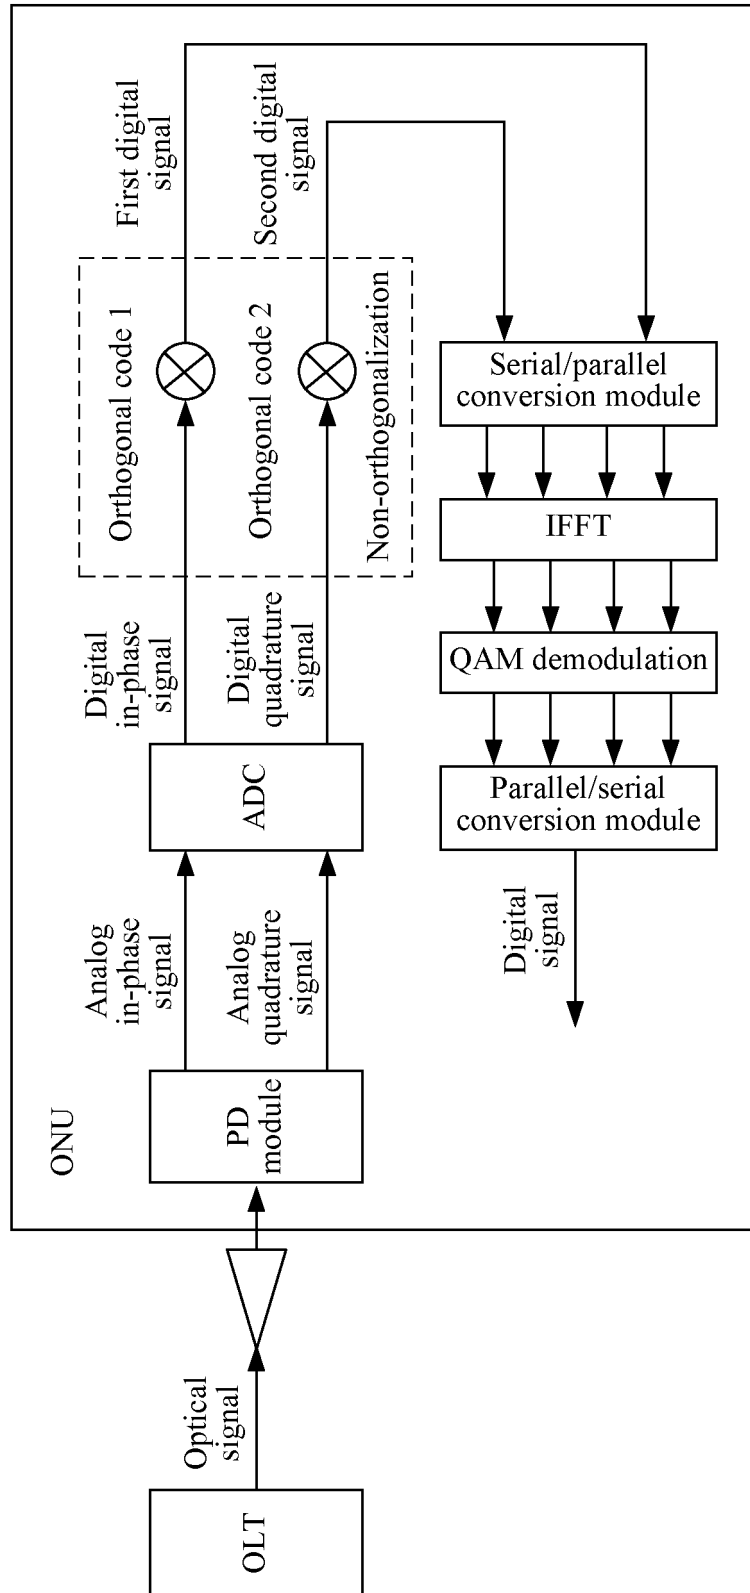 OLT
Optical
signal
ONU
PD
module
Analog
in-phase
signal
Analog
quadrature
signal
ADC
Digital
in-phase
signal
Digital
quadrature
signal
Orthogonal code 1
Orthogonal code 2
Non-orthogonalization
First digital
signal
Second digital
signal
Serial/parallel
conversion module
IFFT
QAM demodulation
Parallel/serial
conversion module
Digital
signal